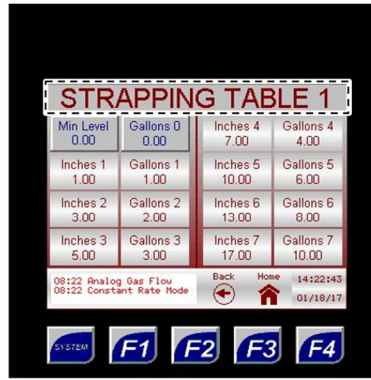 STRAPPING TABLE 1
Min Level Gallons 0 Inches 4 Gallons 4
0.00 0.00 7.00 4.00
Inches 1 Gallons 1 Inches 5 Gallons 5
1.00 1.00 10.00 6.00
Inches 2 Gallons 2 Inches 6 Gallons 6
3.00 2.00 13.00 8.00
Inches 3 Gallons 3 Inches 7 Gallons 7
5.00 3.00 17.00 10.00
08:22 Analog Gas Flow
08:22 Constant Rate Mode
Back Home 14:22:43
01/18/17
SYSTEM F1 F2 F3 F4